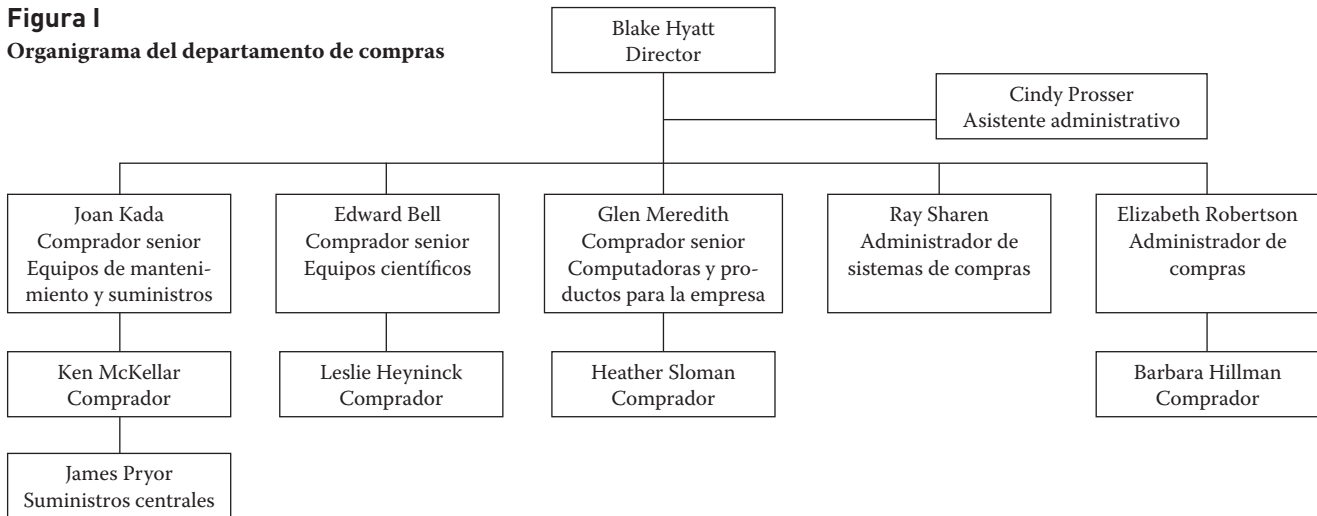 Figura I
Organigrama del departamento de compras
Blake Hyatt
Director
Cindy Prosser
Asistente administrativo
Joan Kada
Comprador senior
Equipos de manteni-
miento y suministros
Edward Bell
Comprador senior
Equipos científicos
Glen Meredith
Comprador senior
Computadoras y pro-
ductos para la empresa
Ray Sharen
Administrador de
sistemas de compras
Elizabeth Robertson
Administrador de
compras
Ken McKellar
Comprador
Leslie Heyninck
Comprador
Heather Sloman
Comprador
Barbara Hillman
Comprador
James Pryor
Suministros centrales